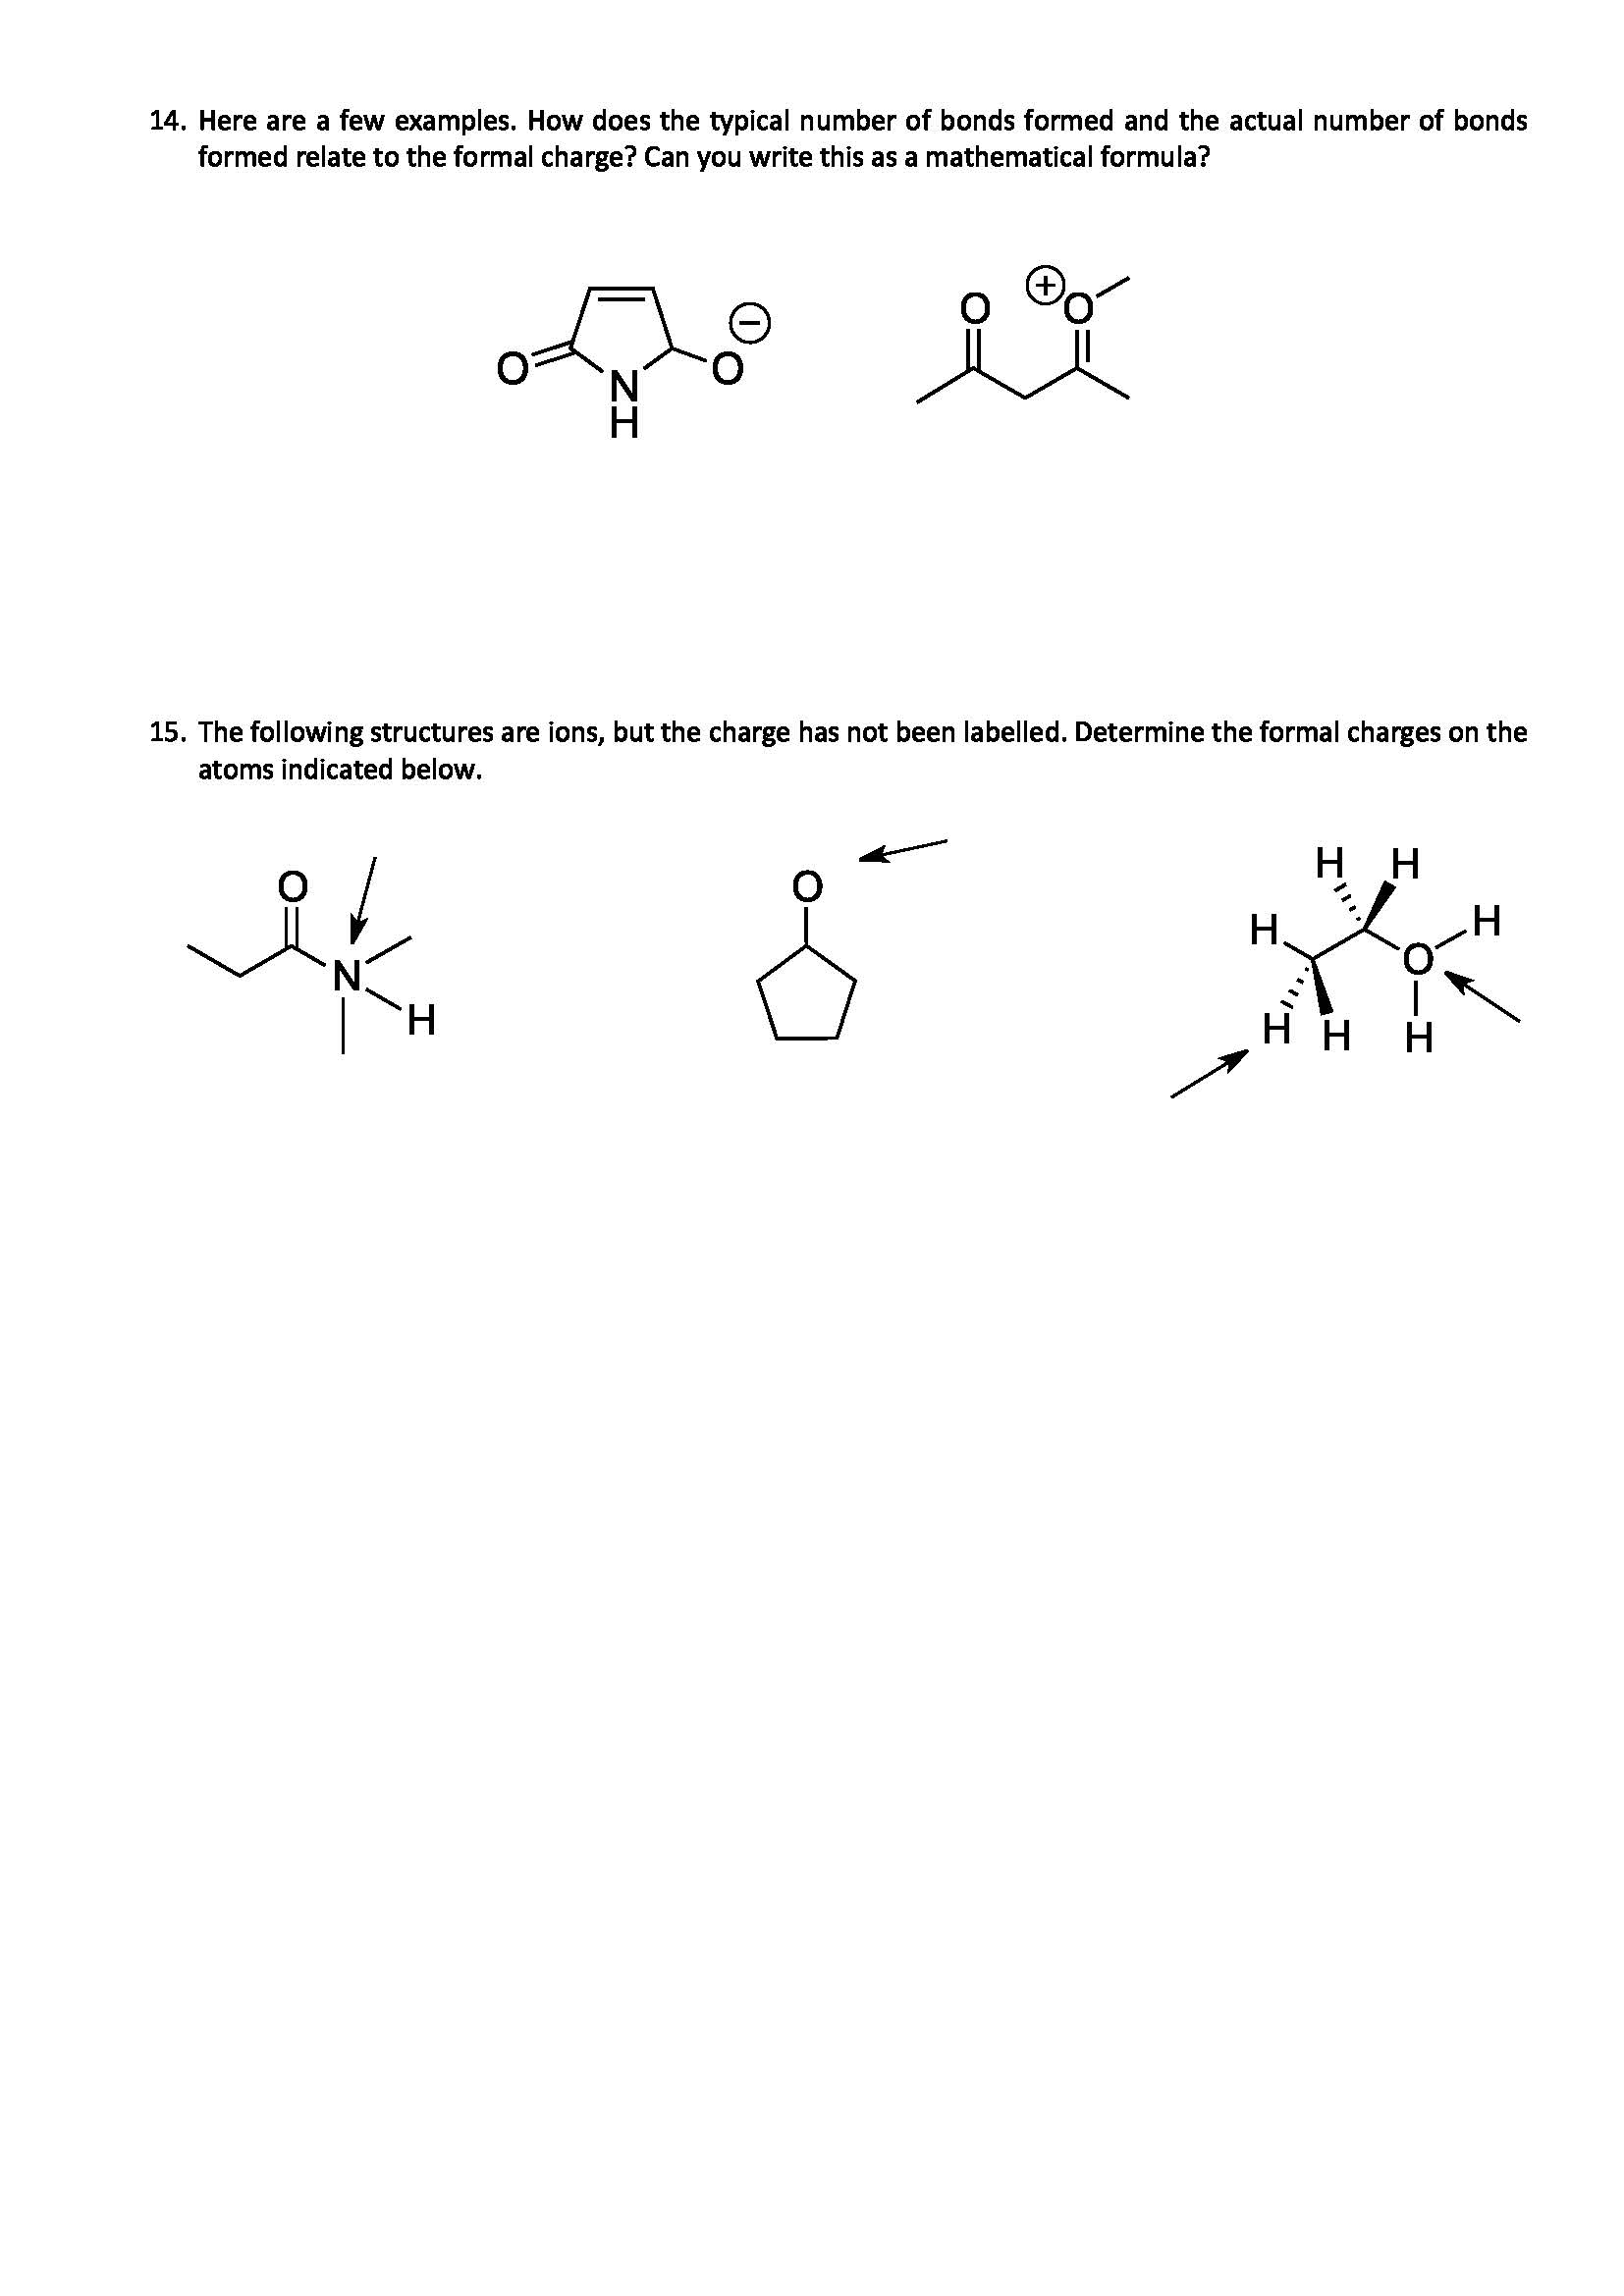 14. Here are a few examples. How does the typical number of bonds formed and the actual number of bonds
formed relate to the formal charge? Can you write this as a mathematical formula?
O N H O − O + O
15. The following structures are ions, but the charge has not been labelled. Determine the formal charges on the
atoms indicated below.
O N H
O
H H H H O H H H